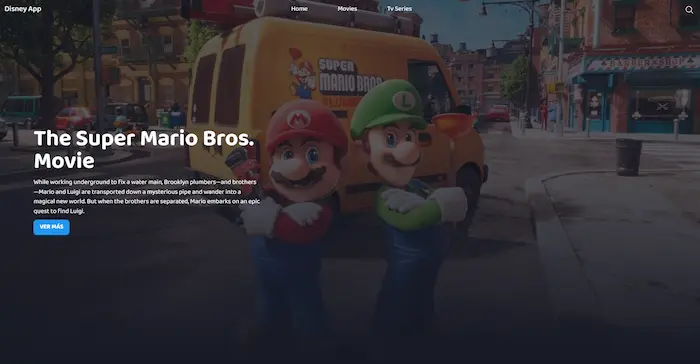 Disney App
Home
Movies
Tv Series
SUPER
MARIO BROS.
PLUMBING
The Super Mario Bros.
Movie
While working underground to fix a water main, Brooklyn plumbers—and brothers
—Mario and Luigi are transported down a mysterious pipe and wander into a
magical new world. But when the brothers are separated, Mario embarks on an epic
quest to find Luigi.
VER MÁS
M
L